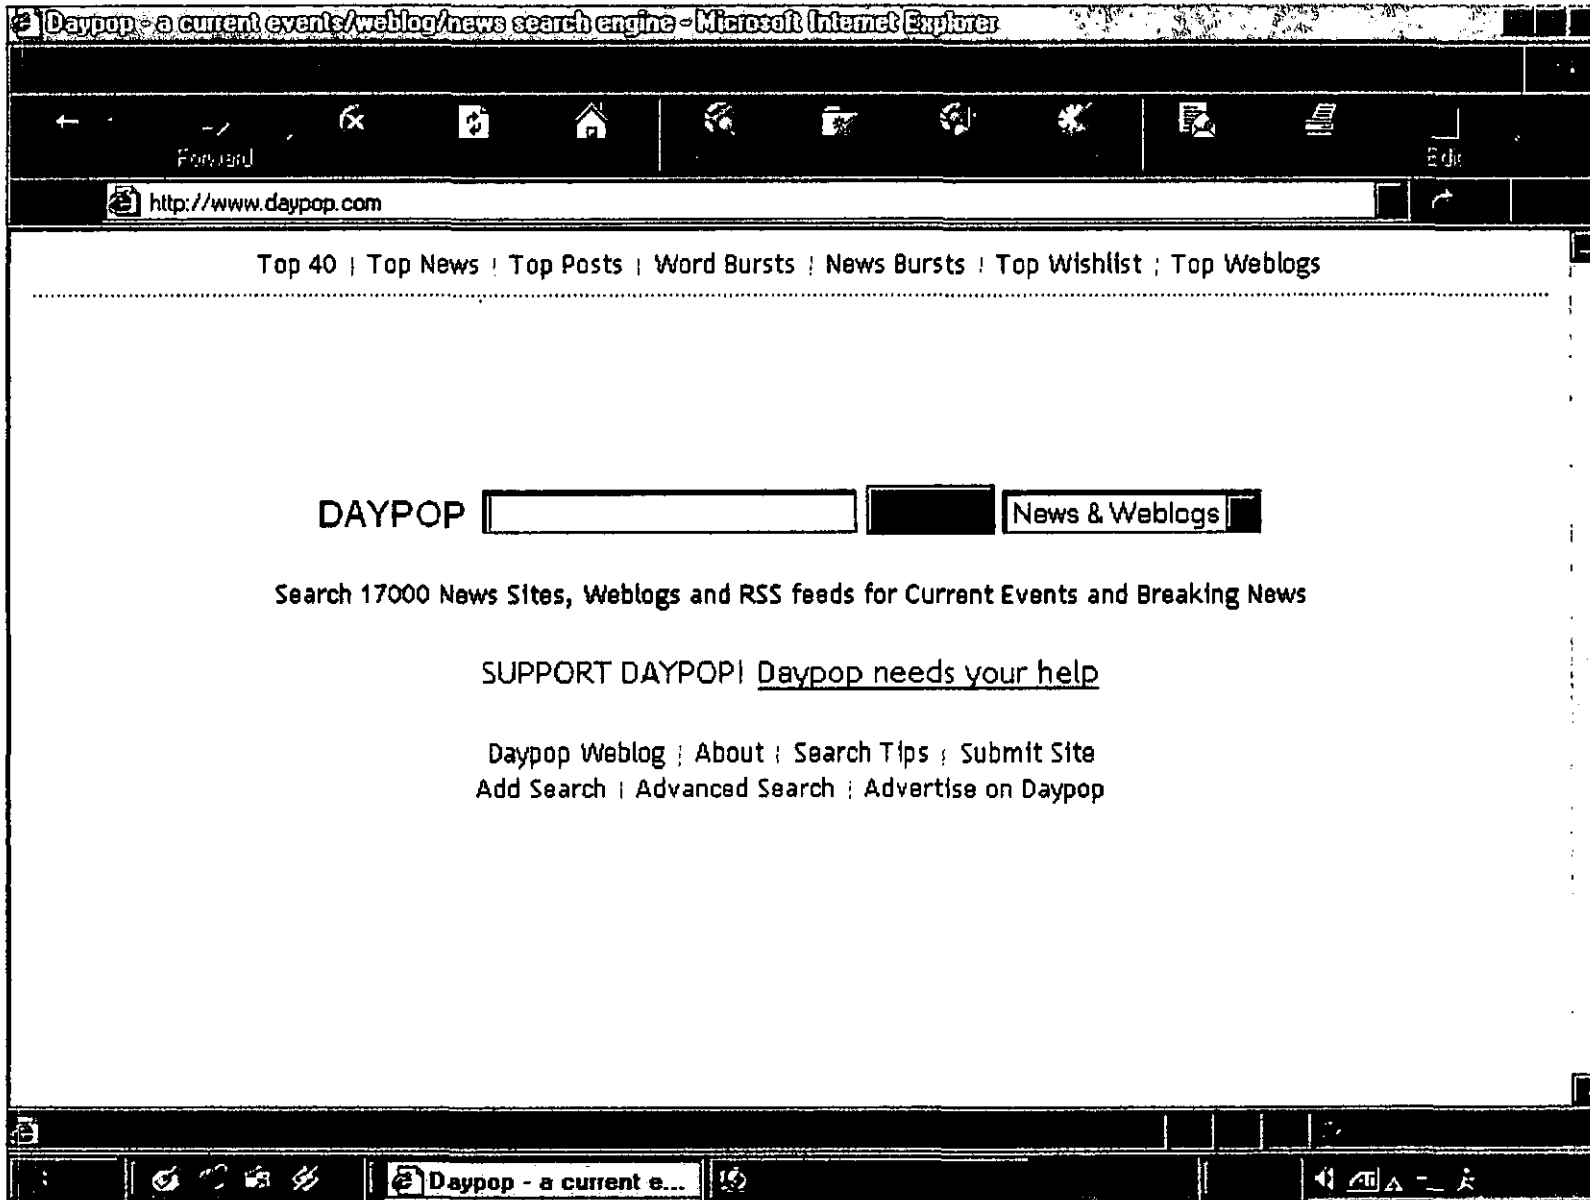 Daypop - a current events/weblog/news search engine - Microsoft Internet Explorer
Forward
Edit
http://www.daypop.com
Top 40 | Top News | Top Posts | Word Bursts | News Bursts | Top Wishlist | Top Weblogs
DAYPOP
News & Weblogs
Search 17000 News Sites, Weblogs and RSS feeds for Current Events and Breaking News
SUPPORT DAYPOP! Daypop needs your help
Daypop Weblog | About | Search Tips | Submit Site
Add Search | Advanced Search | Advertise on Daypop
Daypop - a current e...